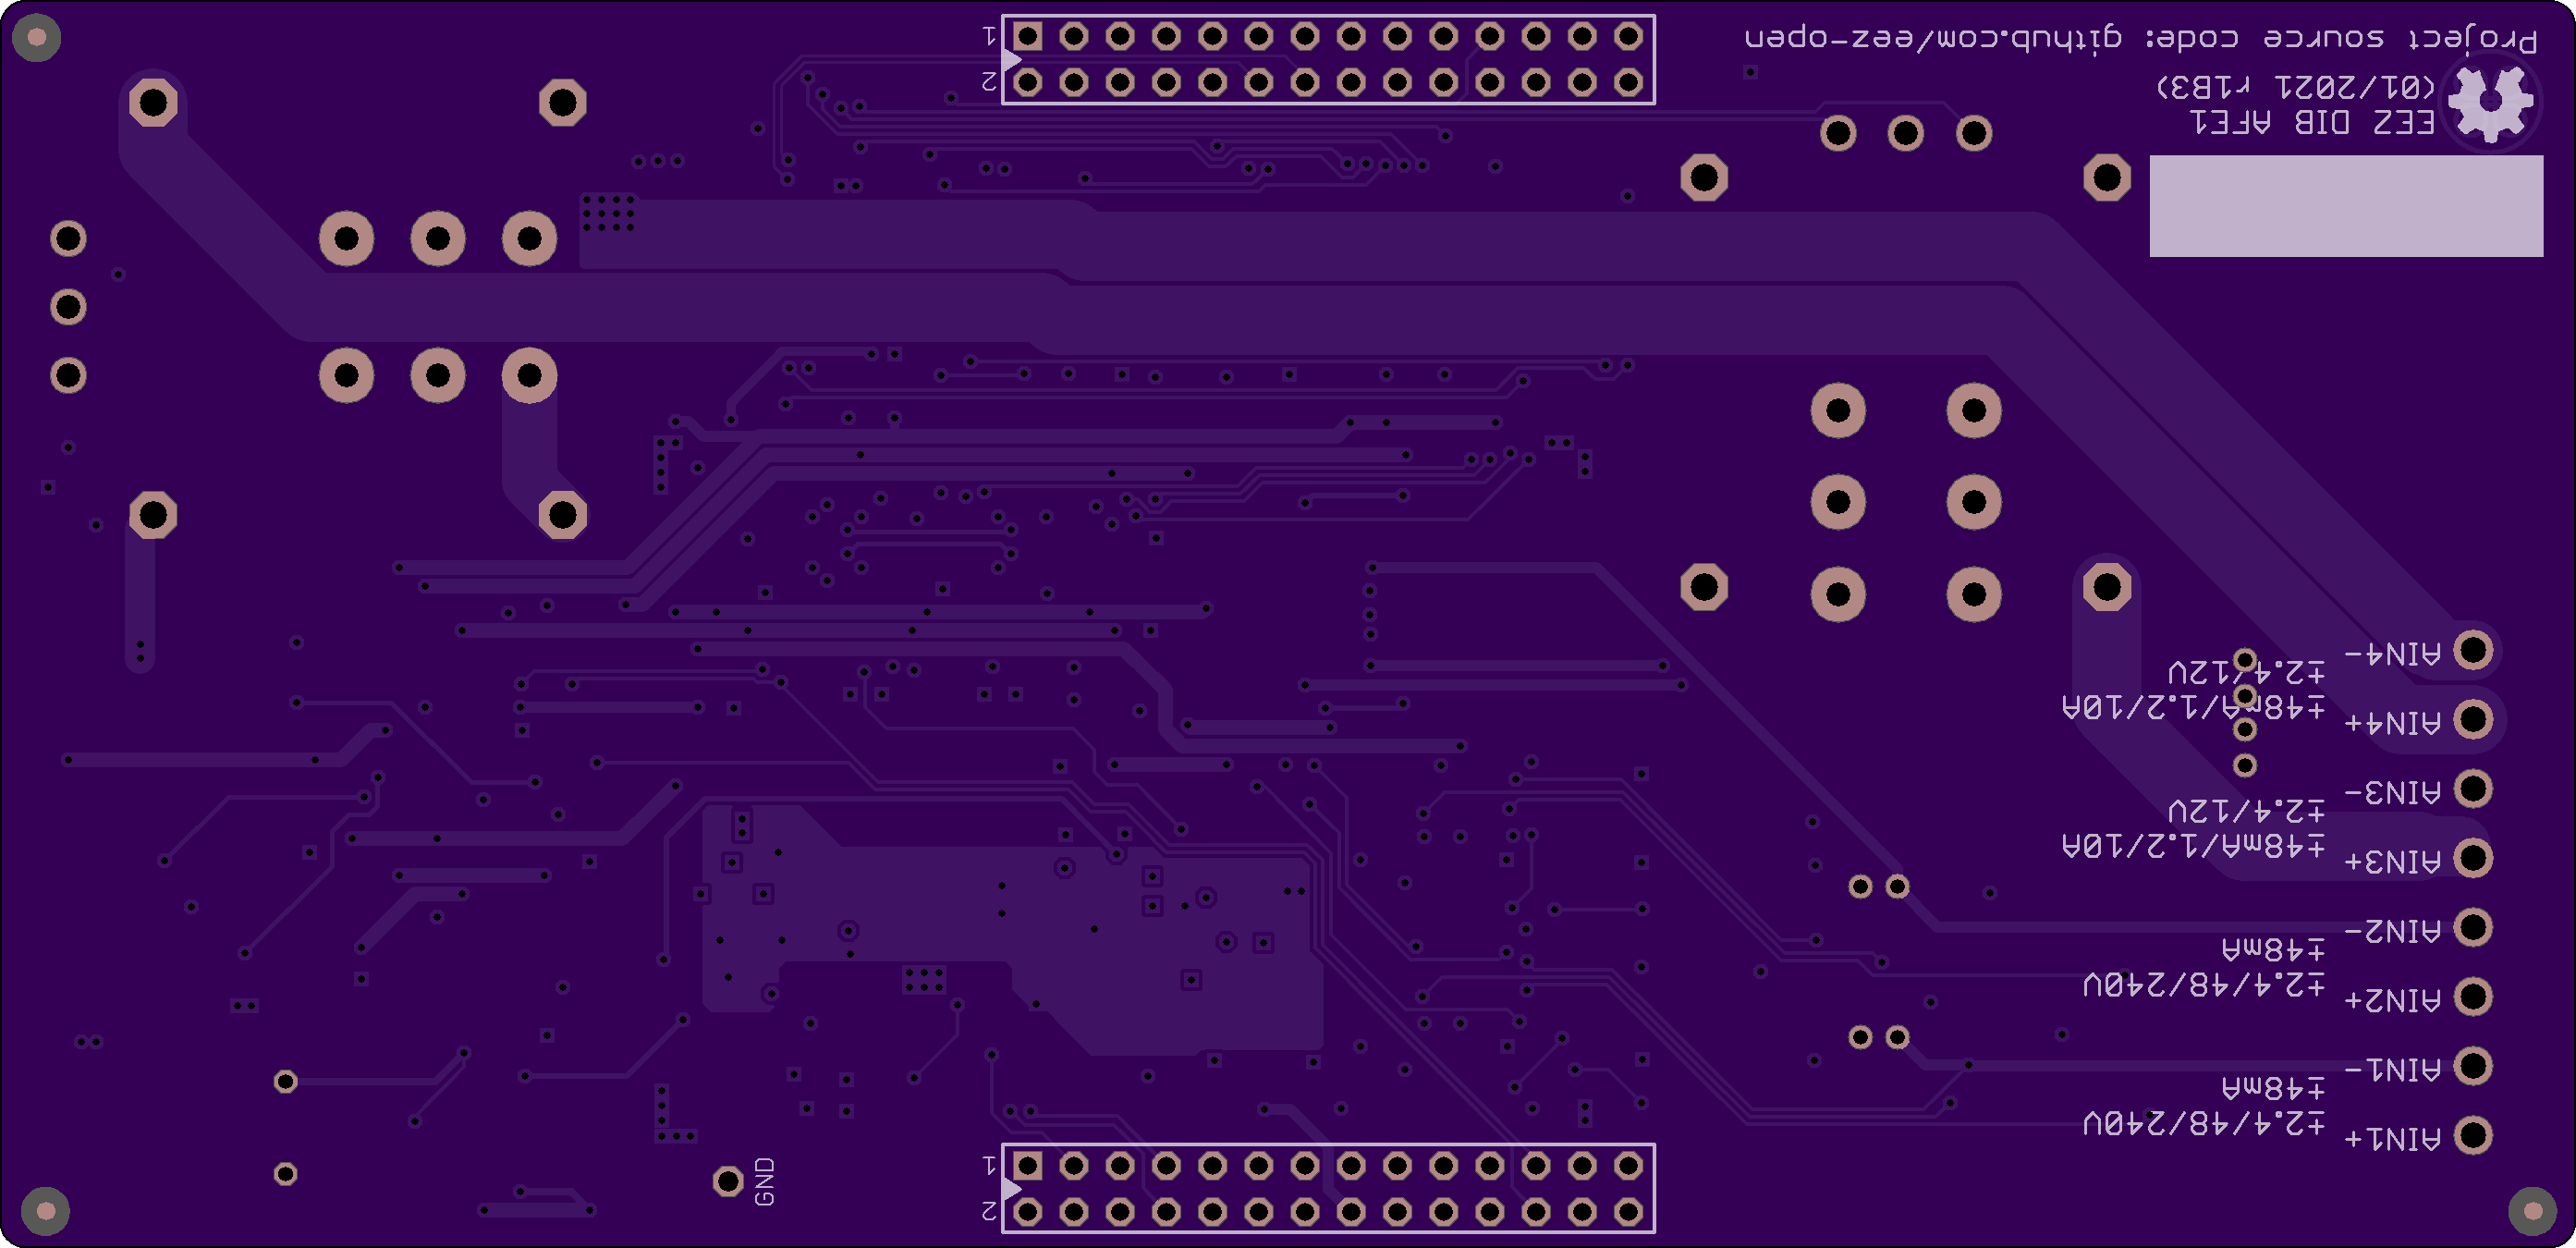 2
1
GND
AIN1+
±2.4/48/240V
±48mA
AIN1-
AIN2+
±2.4/48/240V
±48mA
AIN2-
AIN3+
±48mA/1.2/10A
±2.4/12V
AIN3-
AIN4+
±48mA/1.2/10A
±2.4/12V
AIN4-
EEZ DIB AFE1
(01/2021 r1B3)
Project source code: github.com/eez-open
2
1